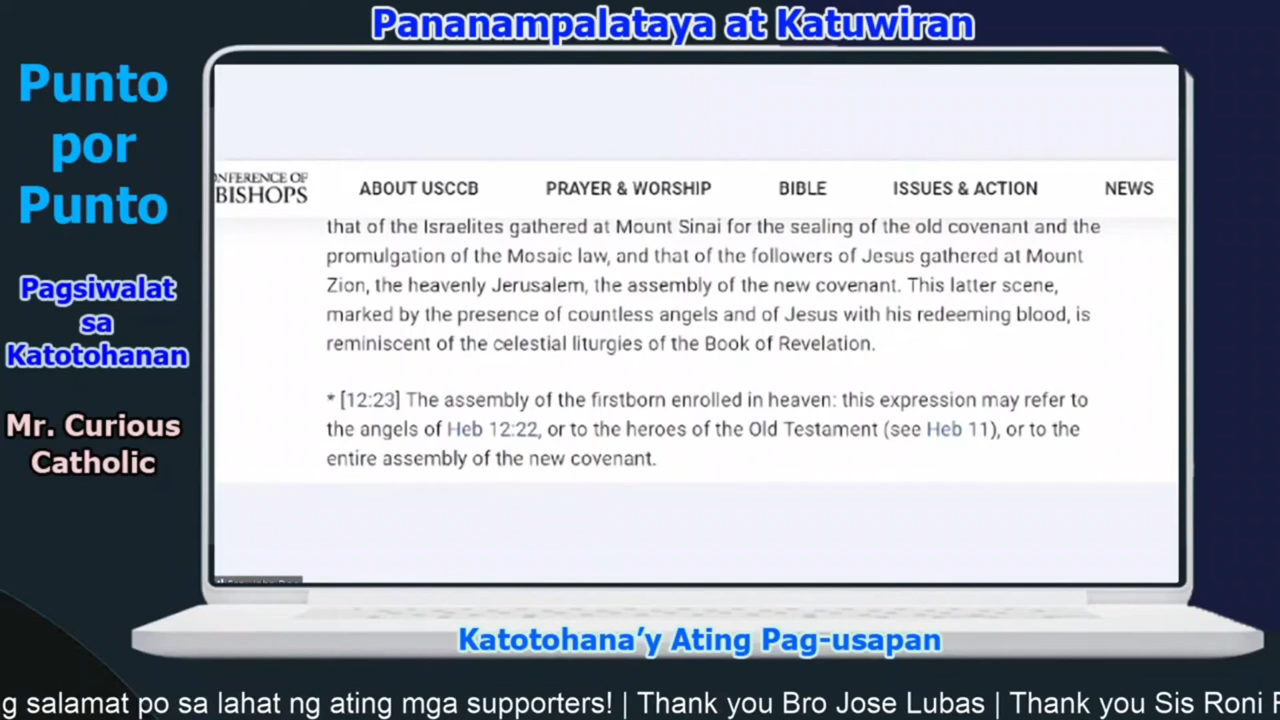 Pananampalataya at Katuwiran
Punto
por
Punto
Pagsiwalat
sa
Katotohanan
Mr. Curious
Catholic
NFERENCE OF
BISHOPS
ABOUT USCCB PRAYER & WORSHIP BIBLE ISSUES & ACTION NEWS
that of the Israelites gathered at Mount Sinai for the sealing of the old covenant and the
promulgation of the Mosaic law, and that of the followers of Jesus gathered at Mount
Zion, the heavenly Jerusalem, the assembly of the new covenant. This latter scene,
marked by the presence of countless angels and of Jesus with his redeeming blood, is
reminiscent of the celestial liturgies of the Book of Revelation.
* [12:23] The assembly of the firstborn enrolled in heaven: this expression may refer to
the angels of Heb 12:22, or to the heroes of the Old Testament (see Heb 11), or to the
entire assembly of the new covenant.
Katotohana’y Ating Pag-usapan
g salamat po sa lahat ng ating mga supporters! | Thank you Bro Jose Lubas | Thank you Sis Roni